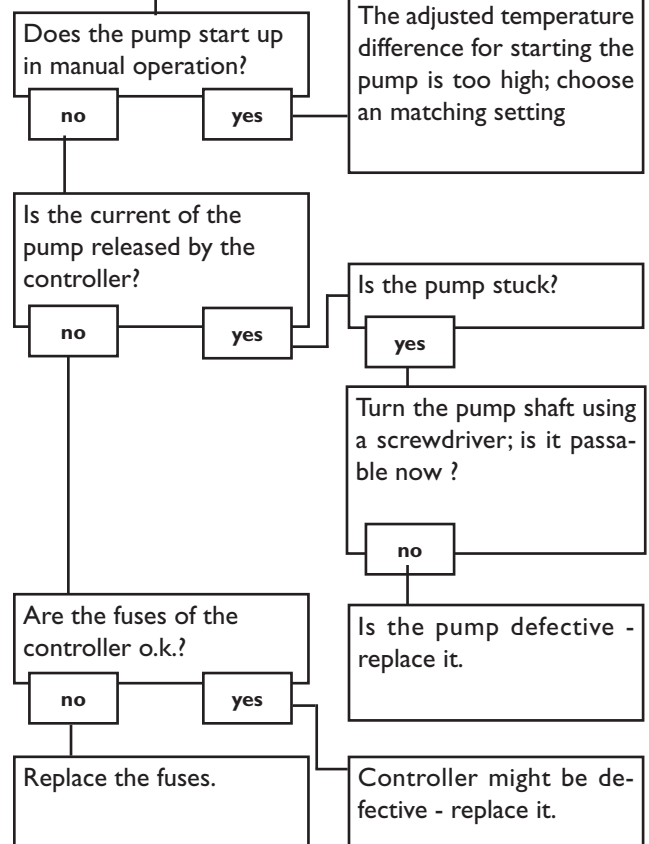 Does the pump start up
in manual operation?
no
yes
The adjusted temperature
difference for starting the
pump is too high; choose
an matching setting
Is the current of the
pump released by the
controller?
no
yes
Is the pump stuck?
yes
Turn the pump shaft using
a screwdriver; is it passa-
ble now ?
no
Is the pump defective -
replace it.
Are the fuses of the
controller o.k.?
no
yes
Replace the fuses.
Controller might be de-
fective - replace it.